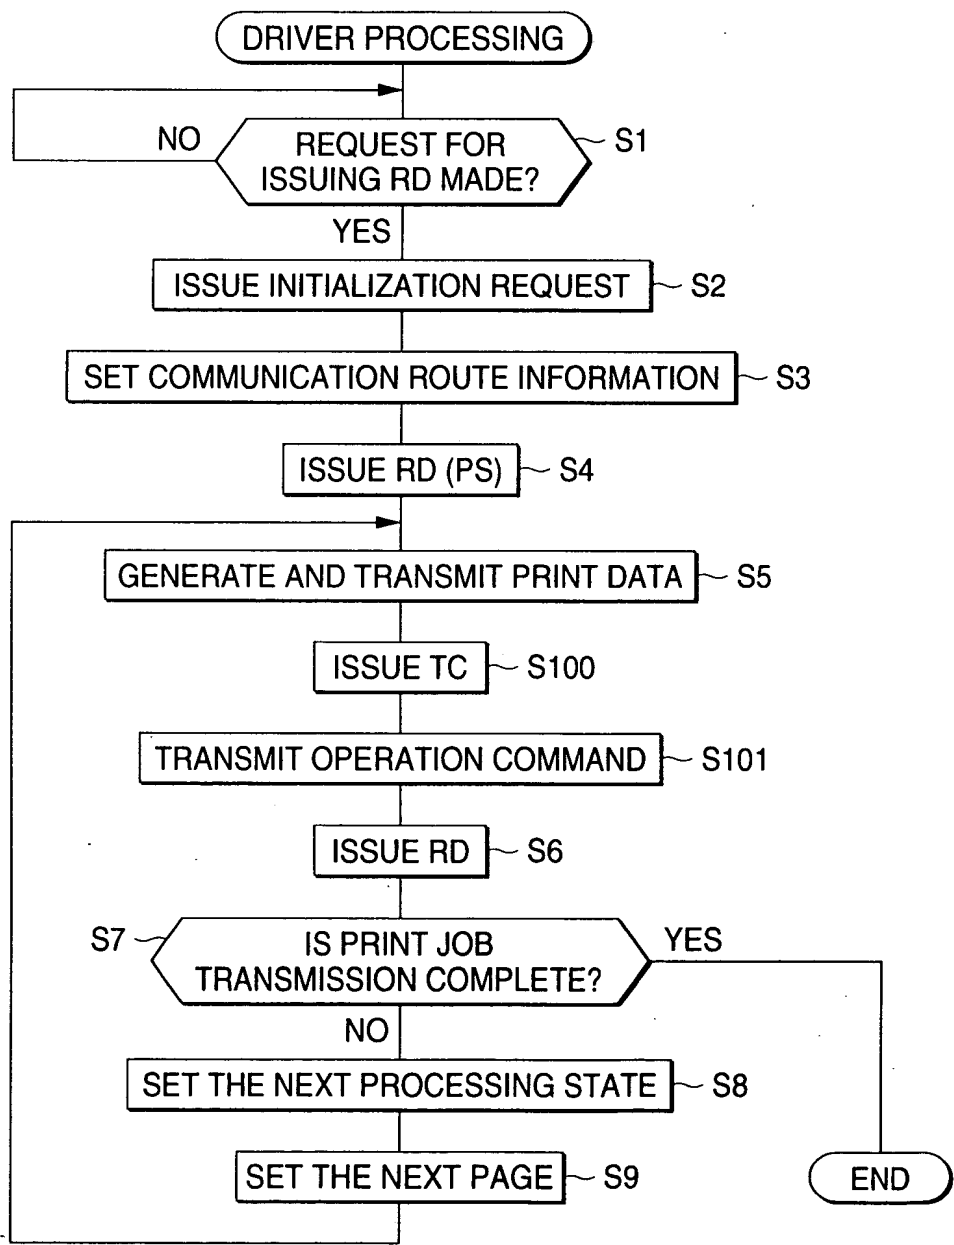 DRIVER PROCESSING
NO
REQUEST FOR
ISSUING RD MADE?
S1
YES
ISSUE INITIALIZATION REQUEST
S2
SET COMMUNICATION ROUTE INFORMATION
S3
ISSUE RD (PS)
S4
GENERATE AND TRANSMIT PRINT DATA
S5
ISSUE TC
S100
TRANSMIT OPERATION COMMAND
S101
ISSUE RD
S6
S7
IS PRINT JOB
TRANSMISSION COMPLETE?
YES
NO
SET THE NEXT PROCESSING STATE
S8
SET THE NEXT PAGE
S9
END